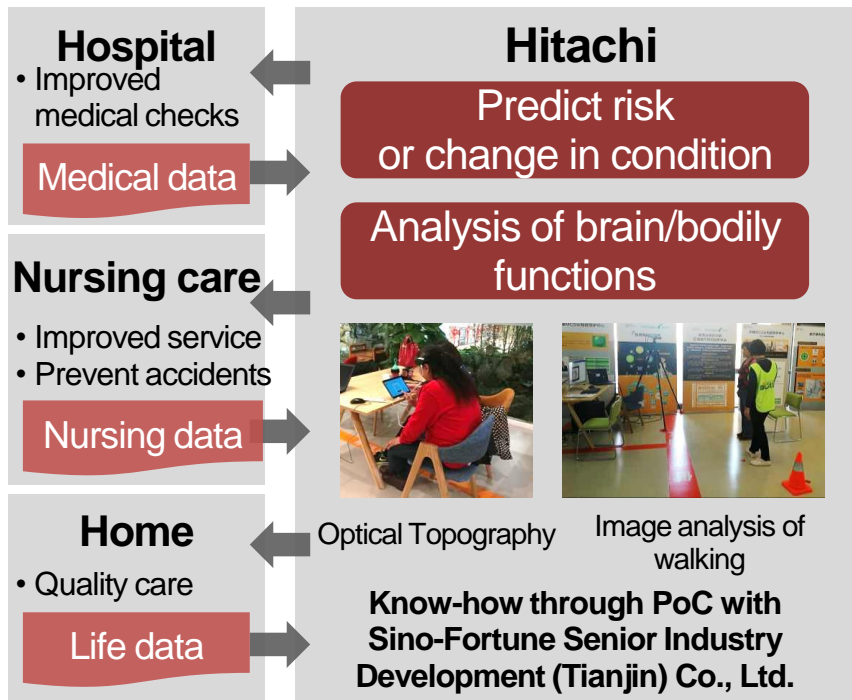 Hospital
• Improved
medical checks
Medical data
Nursing care
• Improved service
• Prevent accidents
Nursing data
Home
• Quality care
Life data
Hitachi
Predict risk
or change in condition
Analysis of brain/bodily
functions
Optical Topography
Image analysis of
walking
Know-how through PoC with
Sino-Fortune Senior Industry
Development (Tianjin) Co., Ltd.